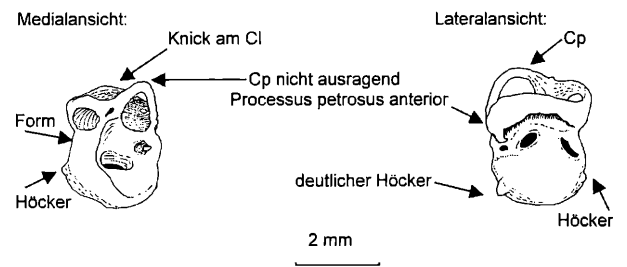 Medialansicht:
Lateralansicht:
Knick am Cl
Cp
Cp nicht ausragend
Processus petrosus anterior
Form
Höcker
deutlicher Höcker
Höcker
2 mm